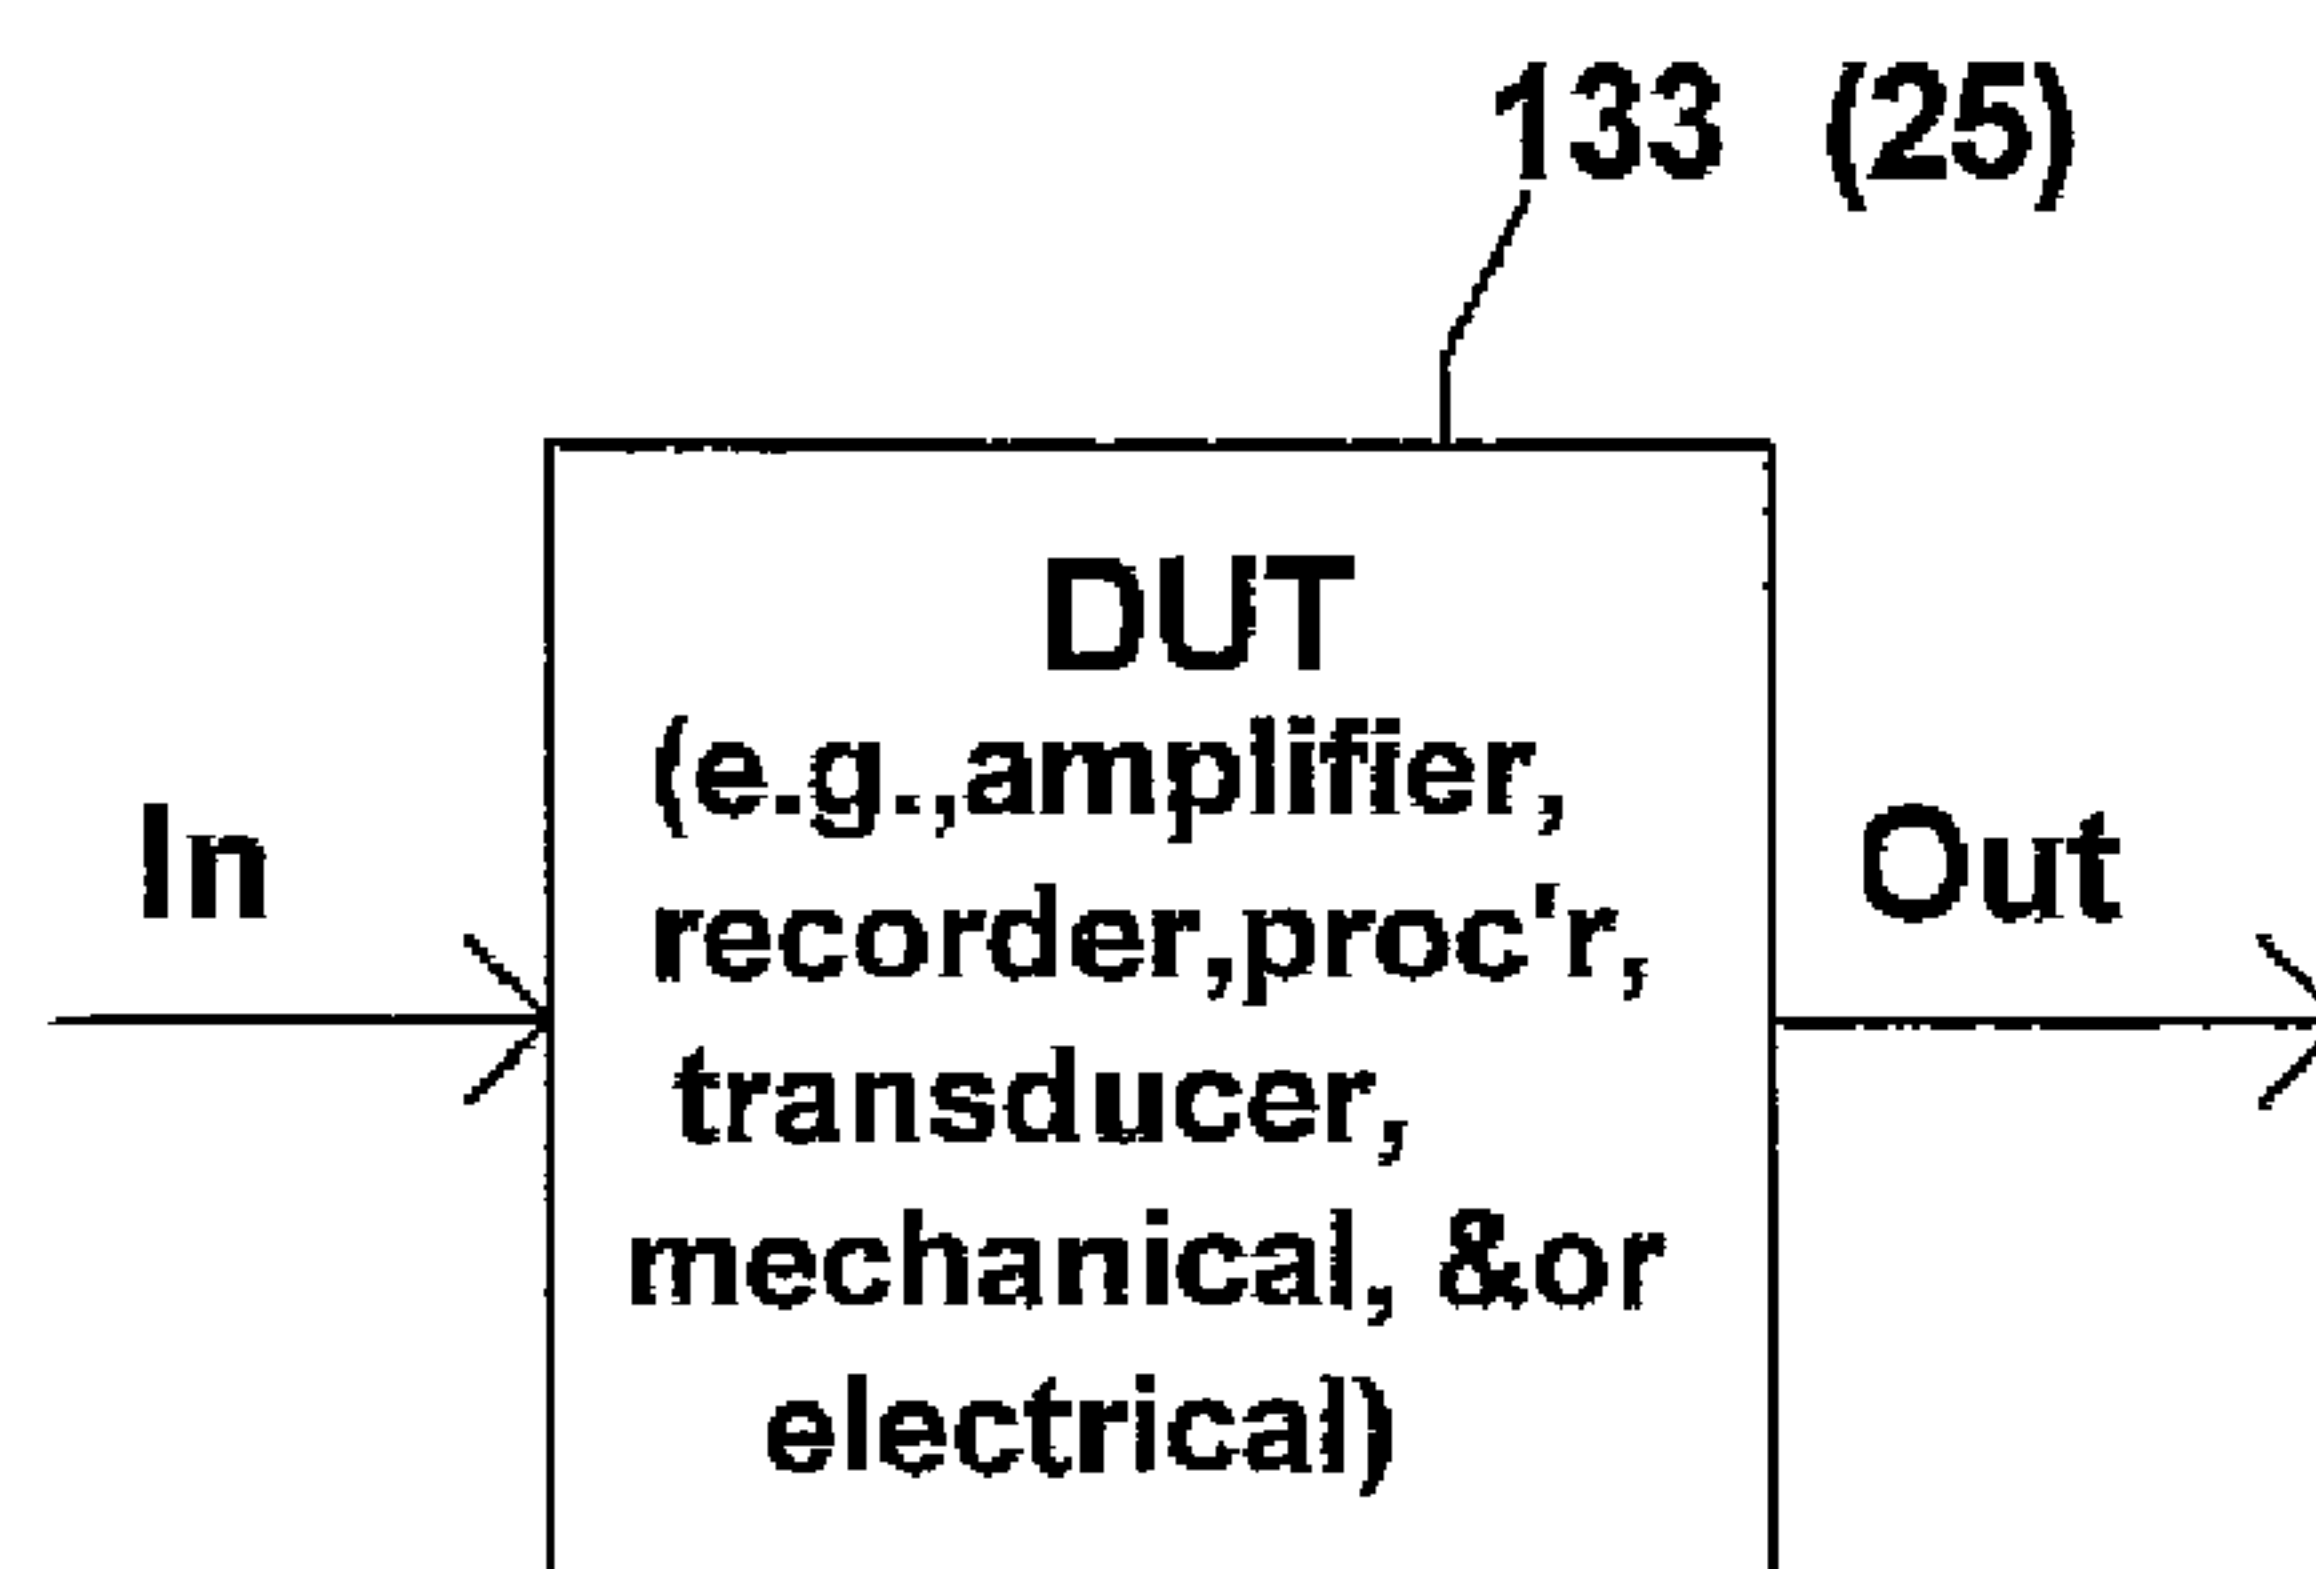 133 (25)
DUT
(e.g.,amplifier,
In
Out
recorder,proc'r,
transducer,
mechanical, &or
electrical)